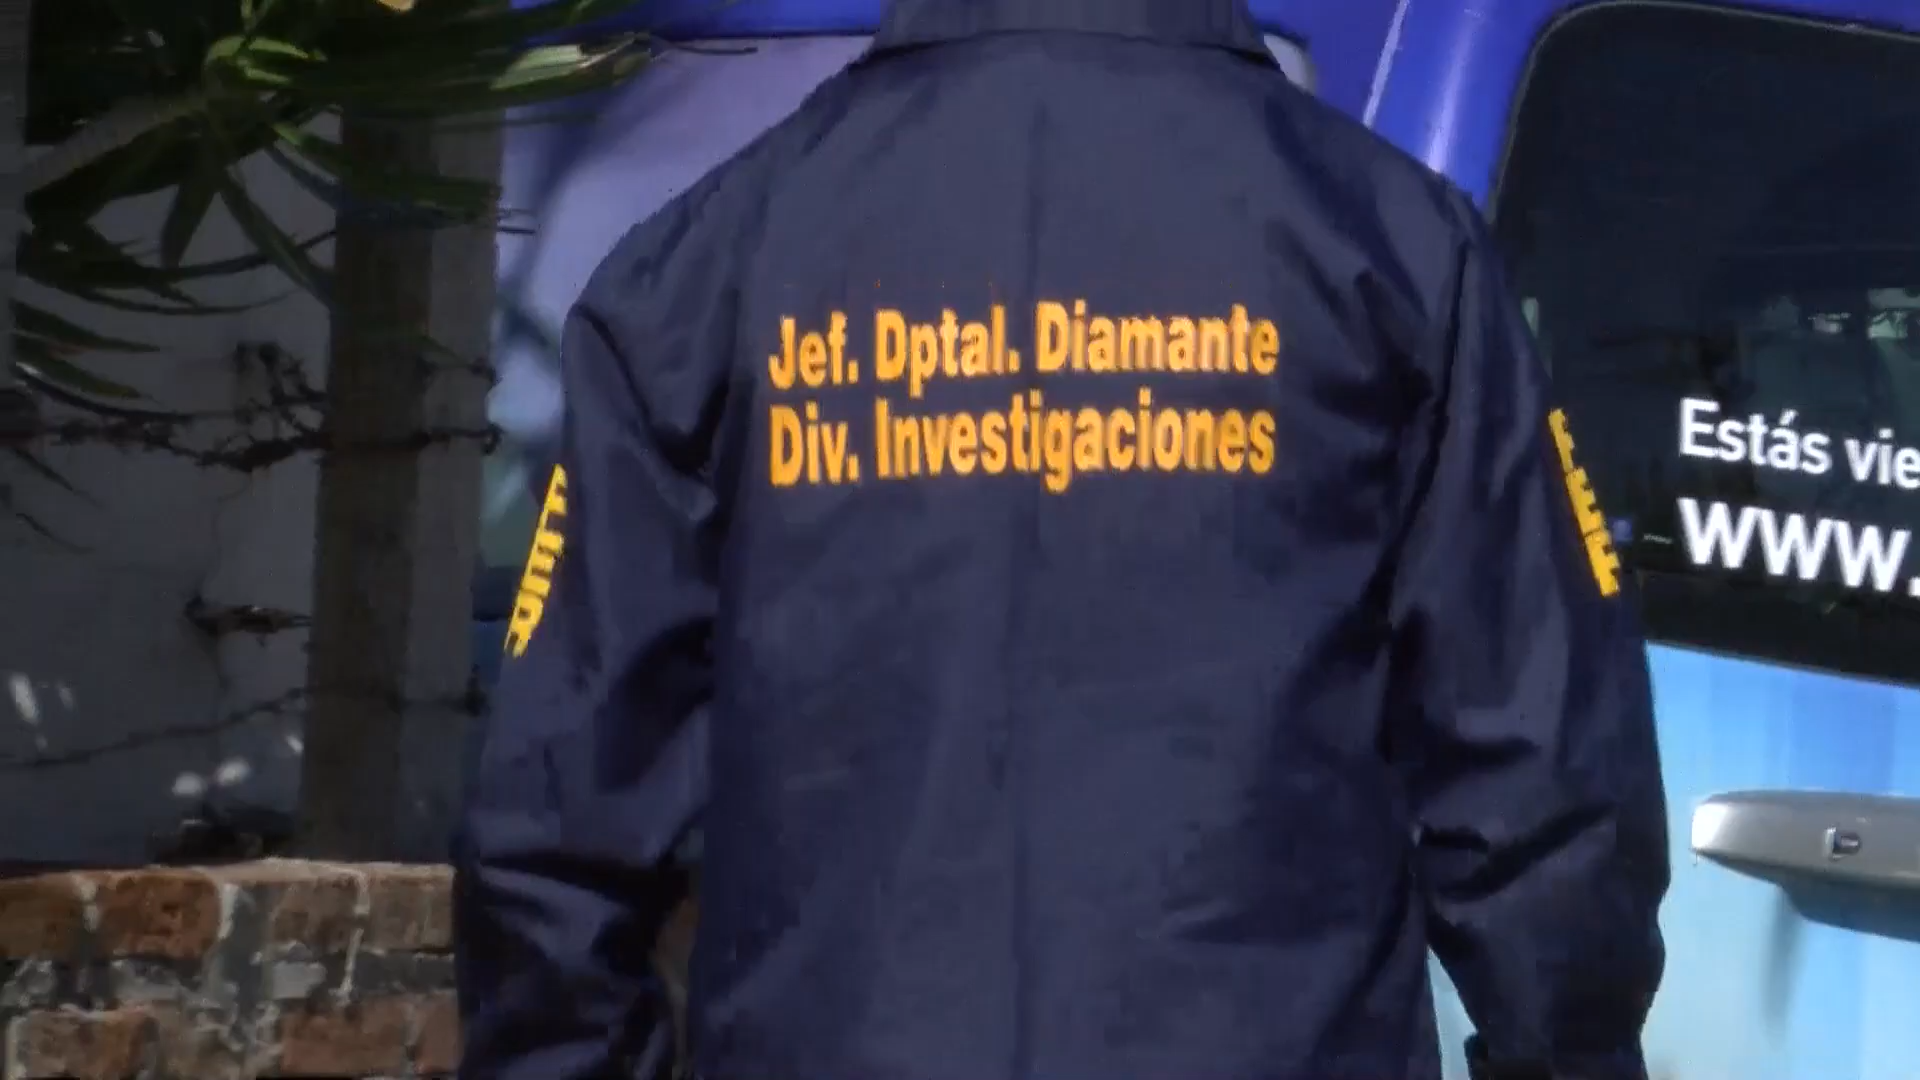 Jef. Dptal. Diamante
Div. Investigaciones
Estás vie
www.